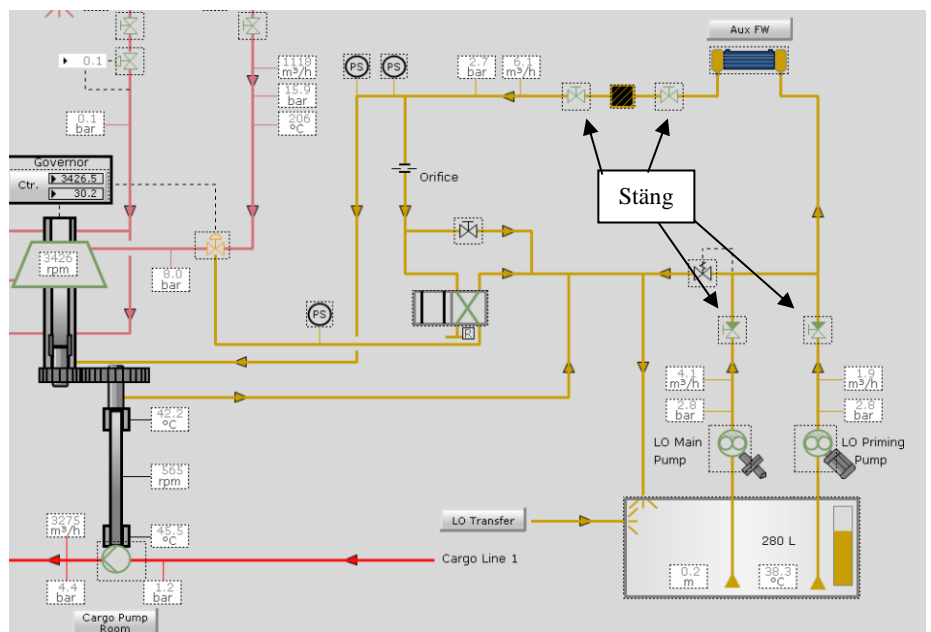 Aux FW
0.1
1118
m³/h
PS
PS
2.7
bar
6.1
m³/h
15.9
bar
0.1
bar
206
°C
Governor
Ctr.
3426.5
30.2
Orifice
Stäng
3426
rpm
8.0
bar
PS
R
4.1
m³/h
1.9
m³/h
2.8
bar
2.8
bar
42.2
°C
LO Main
Pump
LO Priming
Pump
565
rpm
LO Transfer
280 L
3275
m³/h
45.5
°C
Cargo Line 1
0.2
m
38.3
°C
4.4
bar
1.2
bar
Cargo Pump
Room